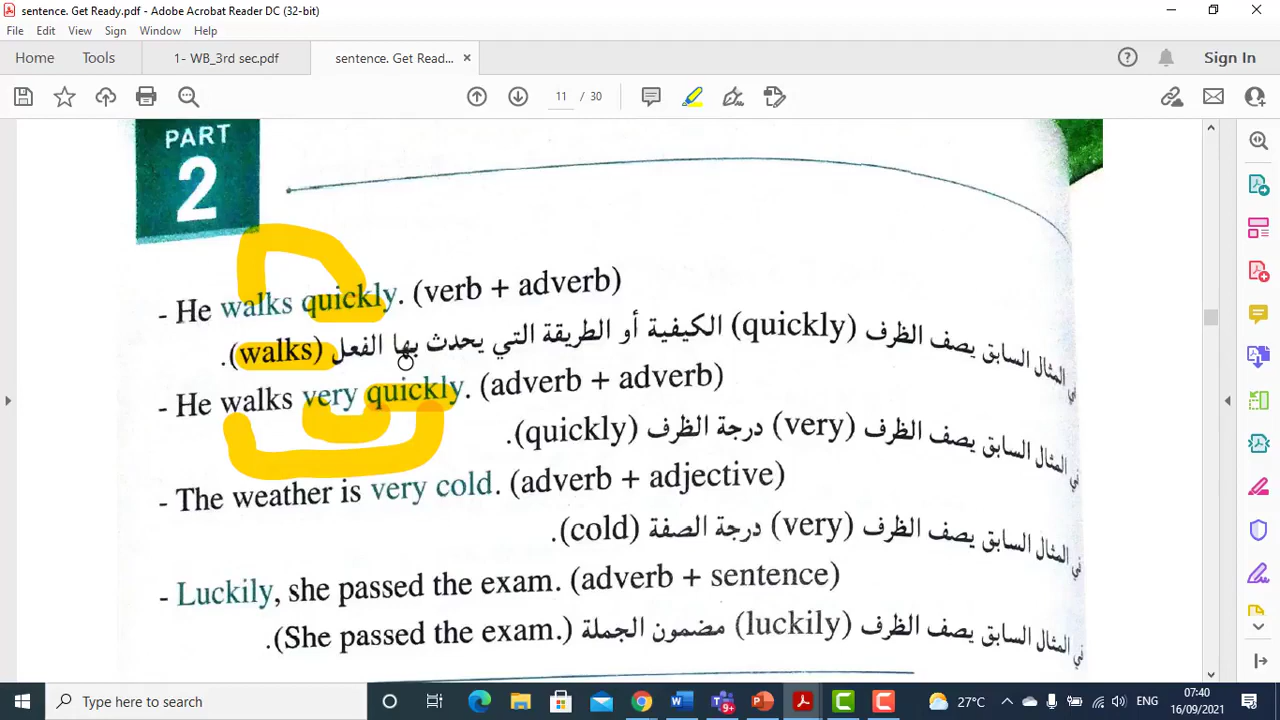 sentence. Get Ready.pdf - Adobe Acrobat Reader DC (32-bit)
File Edit View Sign Window Help
Home Tools 1- WB_3rd sec.pdf sentence. Get Read... Sign In
11 / 30
PART
2
- He walks quickly. (verb + adverb)
في المثال السابق يصف الظرف (quickly) الكيفية أو الطريقة التي يحدث بها الفعل (walks).
- He walks very quickly. (adverb + adverb)
في المثال السابق يصف الظرف (very) درجة الظرف (quickly).
- The weather is very cold. (adverb + adjective)
في المثال السابق يصف الظرف (very) درجة الصفة (cold).
- Luckily, she passed the exam. (adverb + sentence)
في المثال السابق يصف الظرف (luckily) مضمون الجملة (She passed the exam.).
Type here to search 9+ 27°C ENG 07:40
16/09/2021